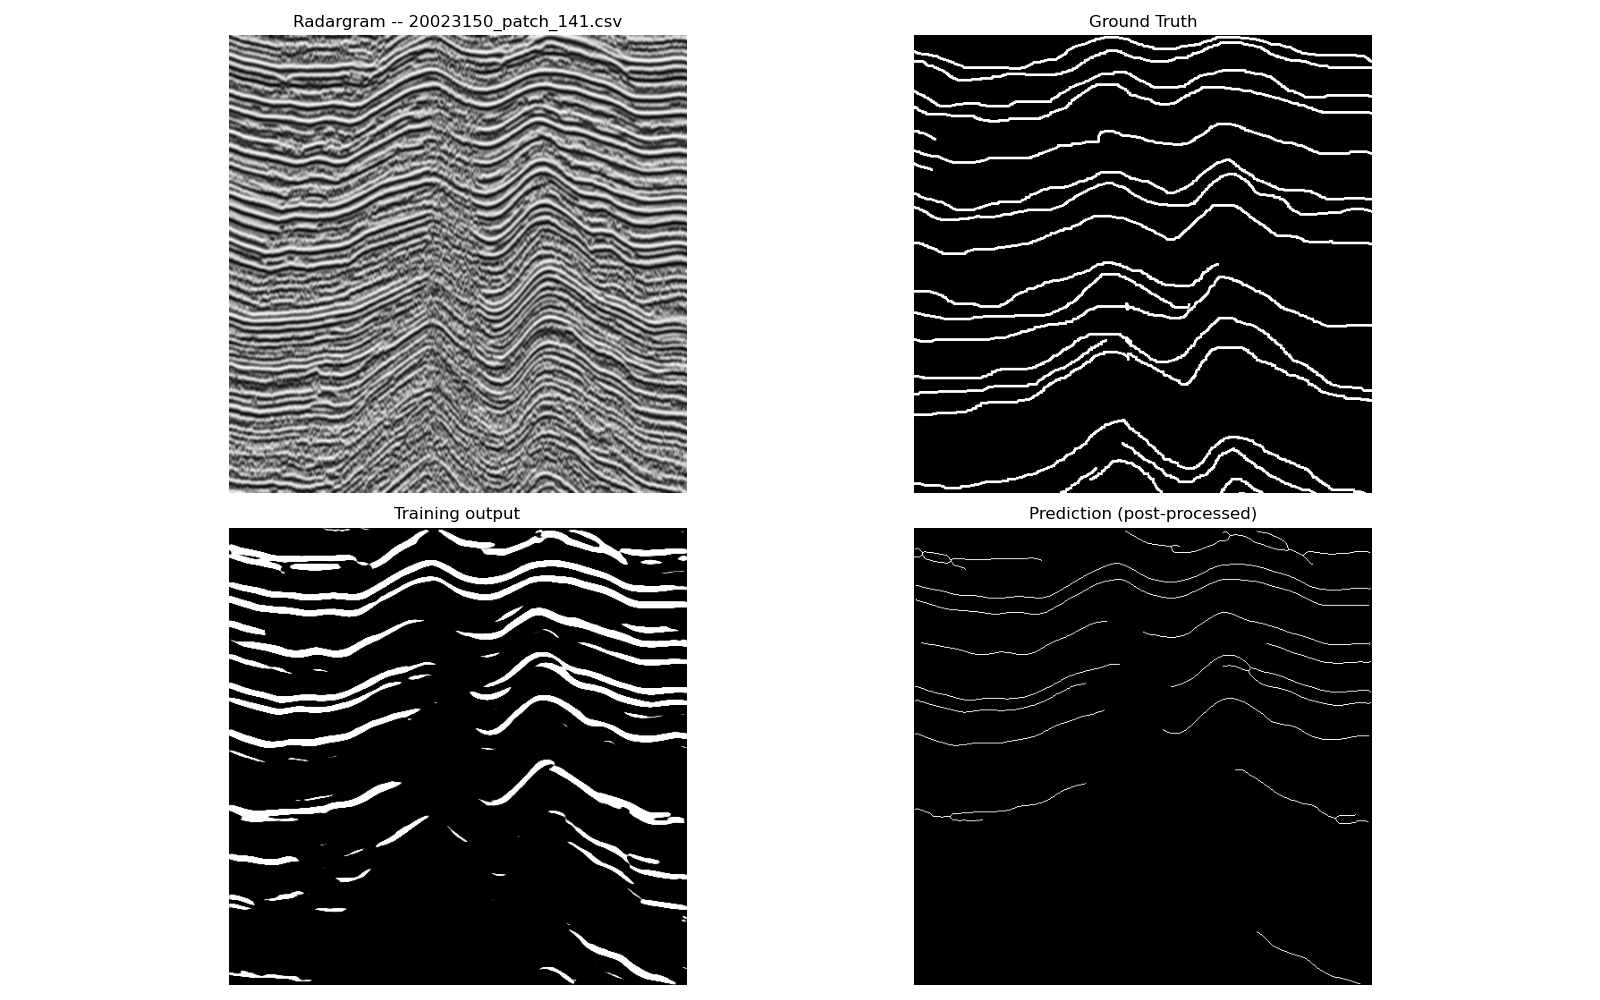 Radargram -- 20023150_patch_141.csv
Ground Truth
Training output
Prediction (post-processed)